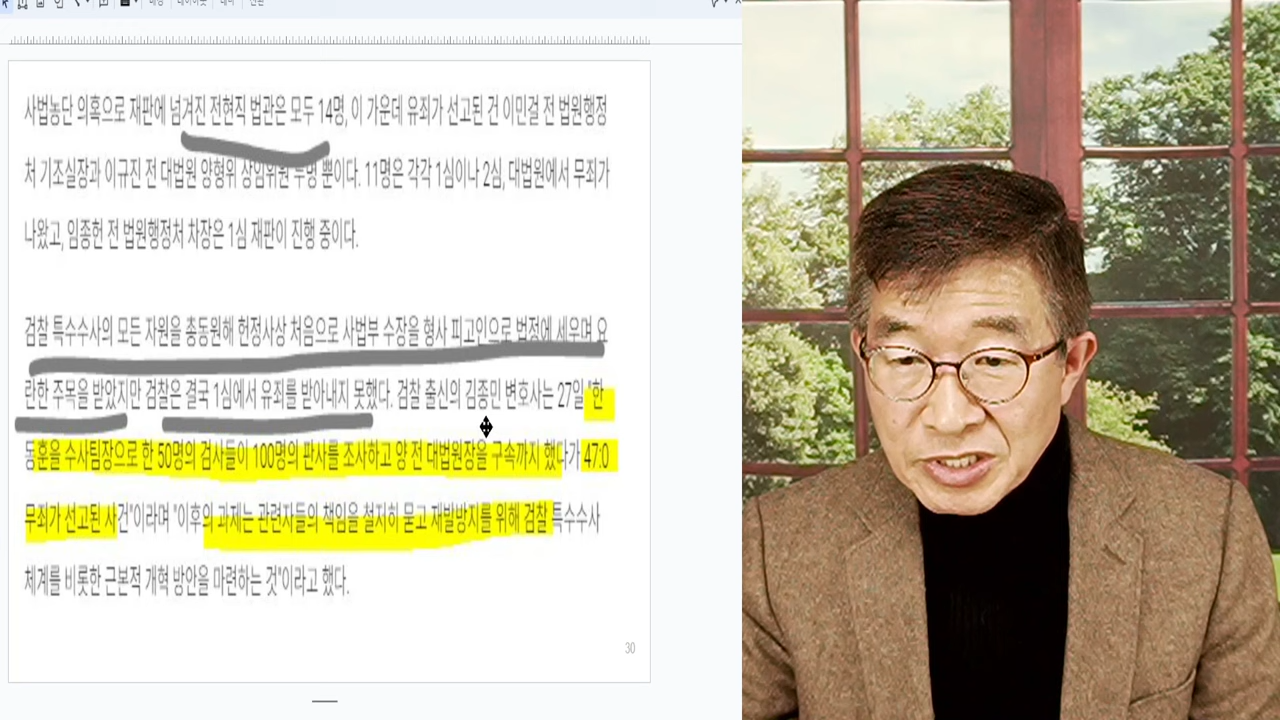 사법농단 의혹으로 재판에 넘겨진 전현직 법관은 모두 14명, 이 가운데 유죄가 선고된 건 이민걸 전 법원행정
처 기조실장과 이규진 전 대법원 양형위 상임위원 두명 뿐이다. 11명은 각각 1심이나 2심, 대법원에서 무죄가
나왔고, 임종헌 전 법원행정처 차장은 1심 재판이 진행 중이다.
검찰 특수수사의 모든 자원을 총동원해 헌정사상 처음으로 사법부 수장을 형사 피고인으로 법정에 세우며 요
란한 주목을 받았지만 검찰은 결국 1심에서 유죄를 받아내지 못했다. 검찰 출신의 김종민 변호사는 27일 "한
동훈을 수사팀장으로 한 50명의 검사들이 100명의 판사를 조사하고 양 전 대법원장을 구속까지 했다가 47:0
무죄가 선고된 사건"이라며 "이후의 과제는 관련자들의 책임을 철저히 묻고 재발방지를 위해 검찰 특수수사
체계를 비롯한 근본적 개혁 방안을 마련하는 것"이라고 했다.
30